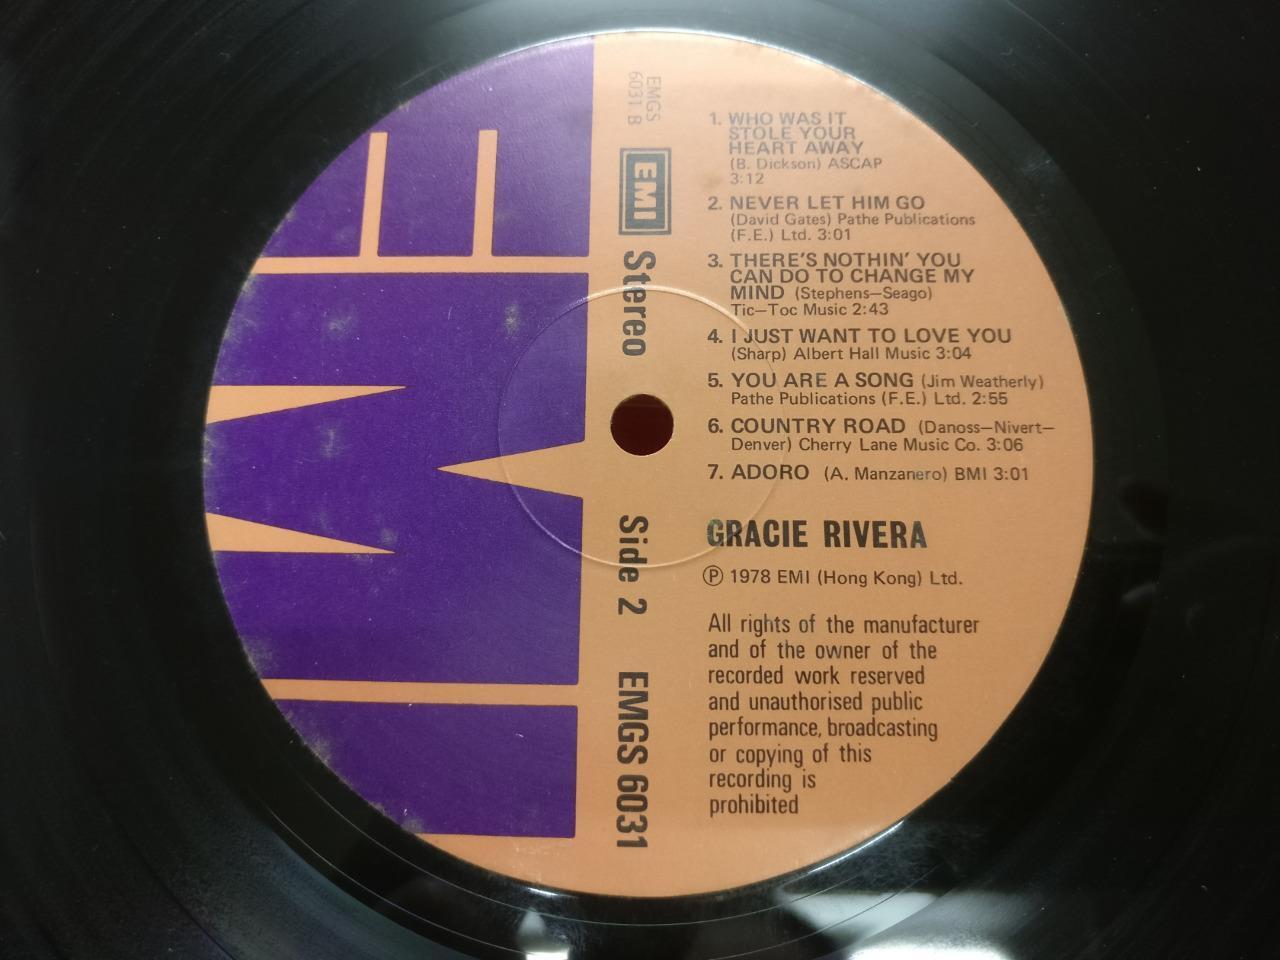 EMI
EMGS
6031 B
EMI
Stereo
Side 2
EMGS 6031
1. WHO WAS IT
STOLE YOUR
HEART AWAY
(B. Dickson) ASCAP
3:12
2. NEVER LET HIM GO
(David Gates) Pathe Publications
(F.E.) Ltd. 3:01
3. THERE'S NOTHIN' YOU
CAN DO TO CHANGE MY
MIND (Stephens—Seago)
Tic—Toc Music 2:43
4. I JUST WANT TO LOVE YOU
(Sharp) Albert Hall Music 3:04
5. YOU ARE A SONG (Jim Weatherly)
Pathe Publications (F.E.) Ltd. 2:55
6. COUNTRY ROAD (Danoss—Nivert—
Denver) Cherry Lane Music Co. 3:06
7. ADORO (A. Manzanero) BMI 3:01
GRACIE RIVERA
Ⓟ 1978 EMI (Hong Kong) Ltd.
All rights of the manufacturer
and of the owner of the
recorded work reserved
and unauthorised public
performance, broadcasting
or copying of this
recording is
prohibited